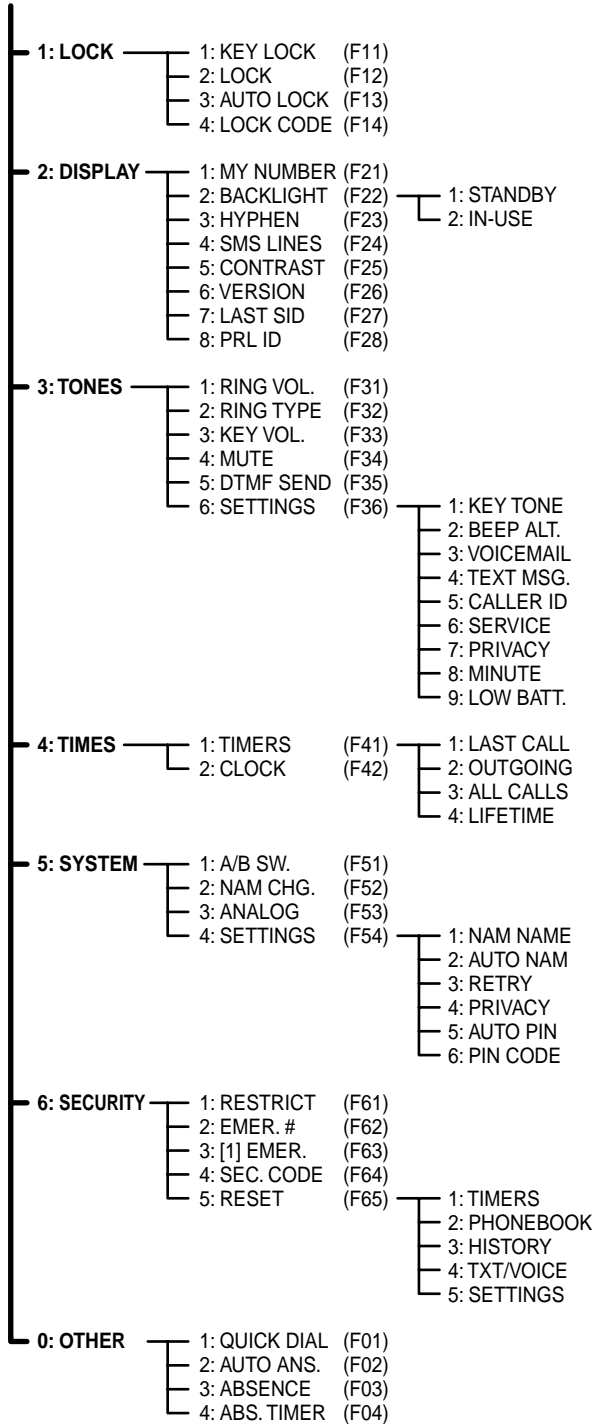 1: LOCK 1: KEY LOCK (F11)
2: LOCK (F12)
3: AUTO LOCK (F13)
4: LOCK CODE (F14)
2: DISPLAY 1: MY NUMBER (F21)
2: BACKLIGHT (F22) 1: STANDBY
3: HYPHEN (F23) 2: IN-USE
4: SMS LINES (F24)
5: CONTRAST (F25)
6: VERSION (F26)
7: LAST SID (F27)
8: PRL ID (F28)
3: TONES 1: RING VOL. (F31)
2: RING TYPE (F32)
3: KEY VOL. (F33)
4: MUTE (F34)
5: DTMF SEND (F35)
6: SETTINGS (F36) 1: KEY TONE
2: BEEP ALT.
3: VOICEMAIL
4: TEXT MSG.
5: CALLER ID
6: SERVICE
7: PRIVACY
8: MINUTE
9: LOW BATT.
4: TIMES 1: TIMERS (F41) 1: LAST CALL
2: CLOCK (F42) 2: OUTGOING
3: ALL CALLS
4: LIFETIME
5: SYSTEM 1: A/B SW. (F51)
2: NAM CHG. (F52)
3: ANALOG (F53)
4: SETTINGS (F54) 1: NAM NAME
2: AUTO NAM
3: RETRY
4: PRIVACY
5: AUTO PIN
6: PIN CODE
6: SECURITY 1: RESTRICT (F61)
2: EMER. # (F62)
3: [1] EMER. (F63)
4: SEC. CODE (F64)
5: RESET (F65) 1: TIMERS
2: PHONEBOOK
3: HISTORY
4: TXT/VOICE
5: SETTINGS
0: OTHER 1: QUICK DIAL (F01)
2: AUTO ANS. (F02)
3: ABSENCE (F03)
4: ABS. TIMER (F04)